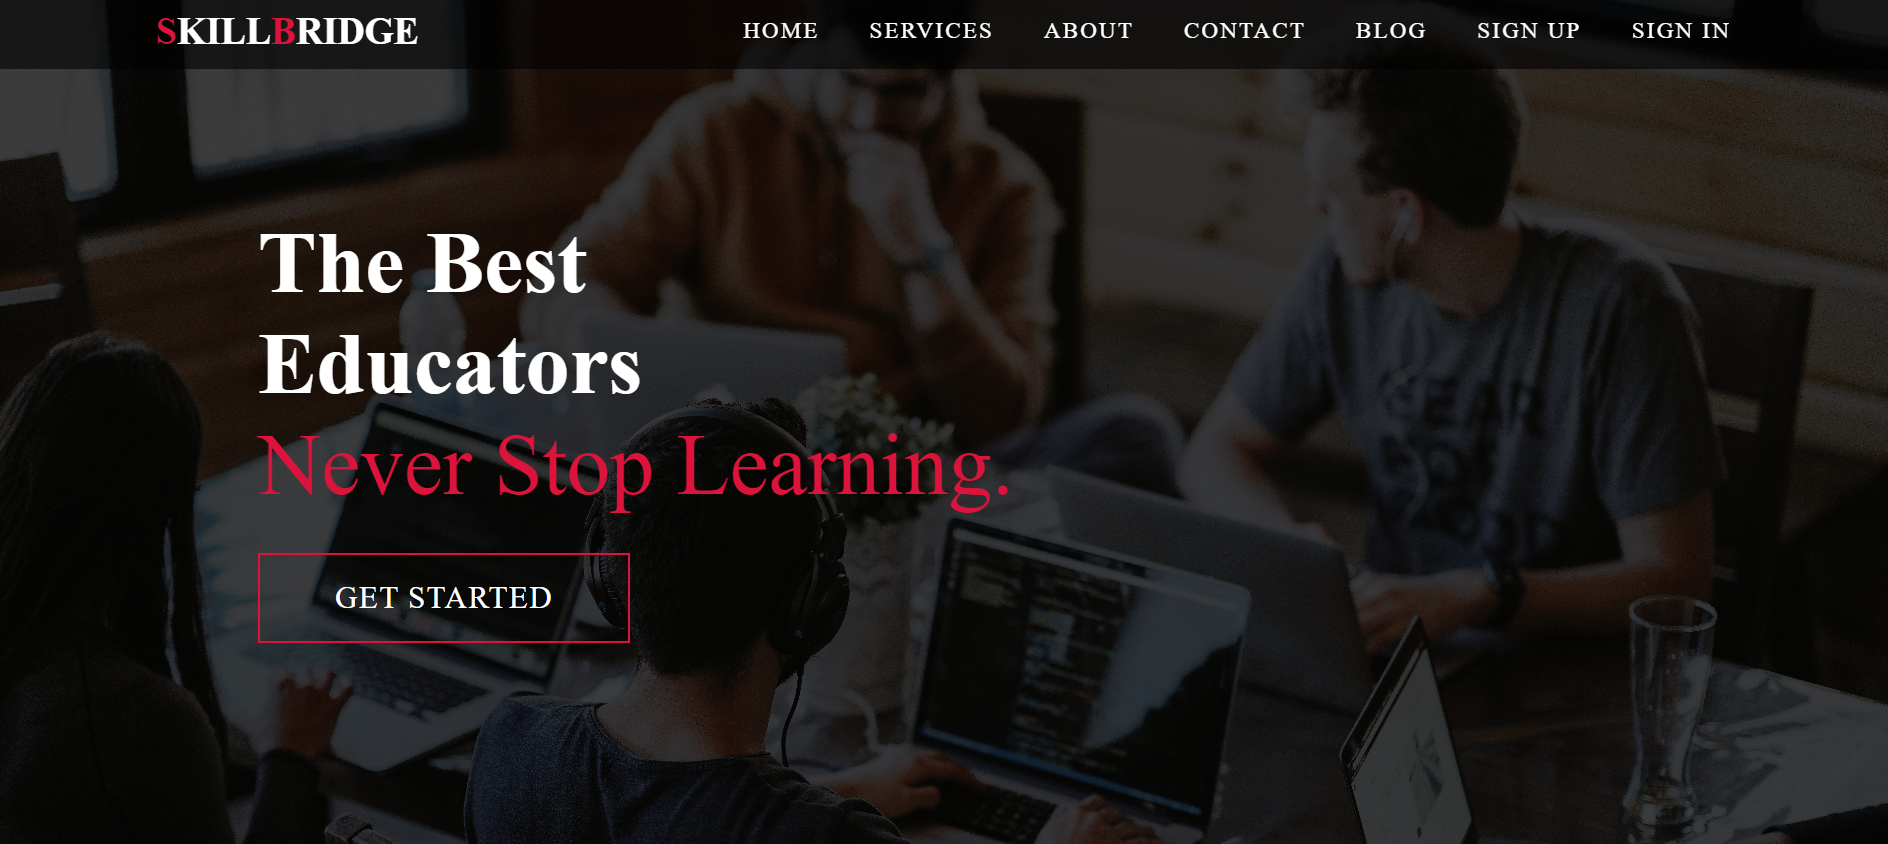 SKILLBRIDGE HOME SERVICES ABOUT CONTACT BLOG SIGN UP SIGN IN
The Best
Educators
Never Stop Learning.
GET STARTED